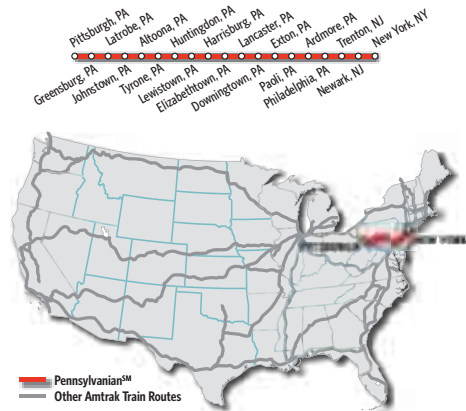 Pittsburgh, PA
Greensburg, PA
Latrobe, PA
Johnstown, PA
Altoona, PA
Tyrone, PA
Huntingdon, PA
Lewistown, PA
Harrisburg, PA
Elizabethtown, PA
Lancaster, PA
Downingtown, PA
Exton, PA
Paoli, PA
Ardmore, PA
Philadelphia, PA
Trenton, NJ
Newark, NJ
New York, NY
NEW YORK
Pennsylvanian℠
Other Amtrak Train Routes